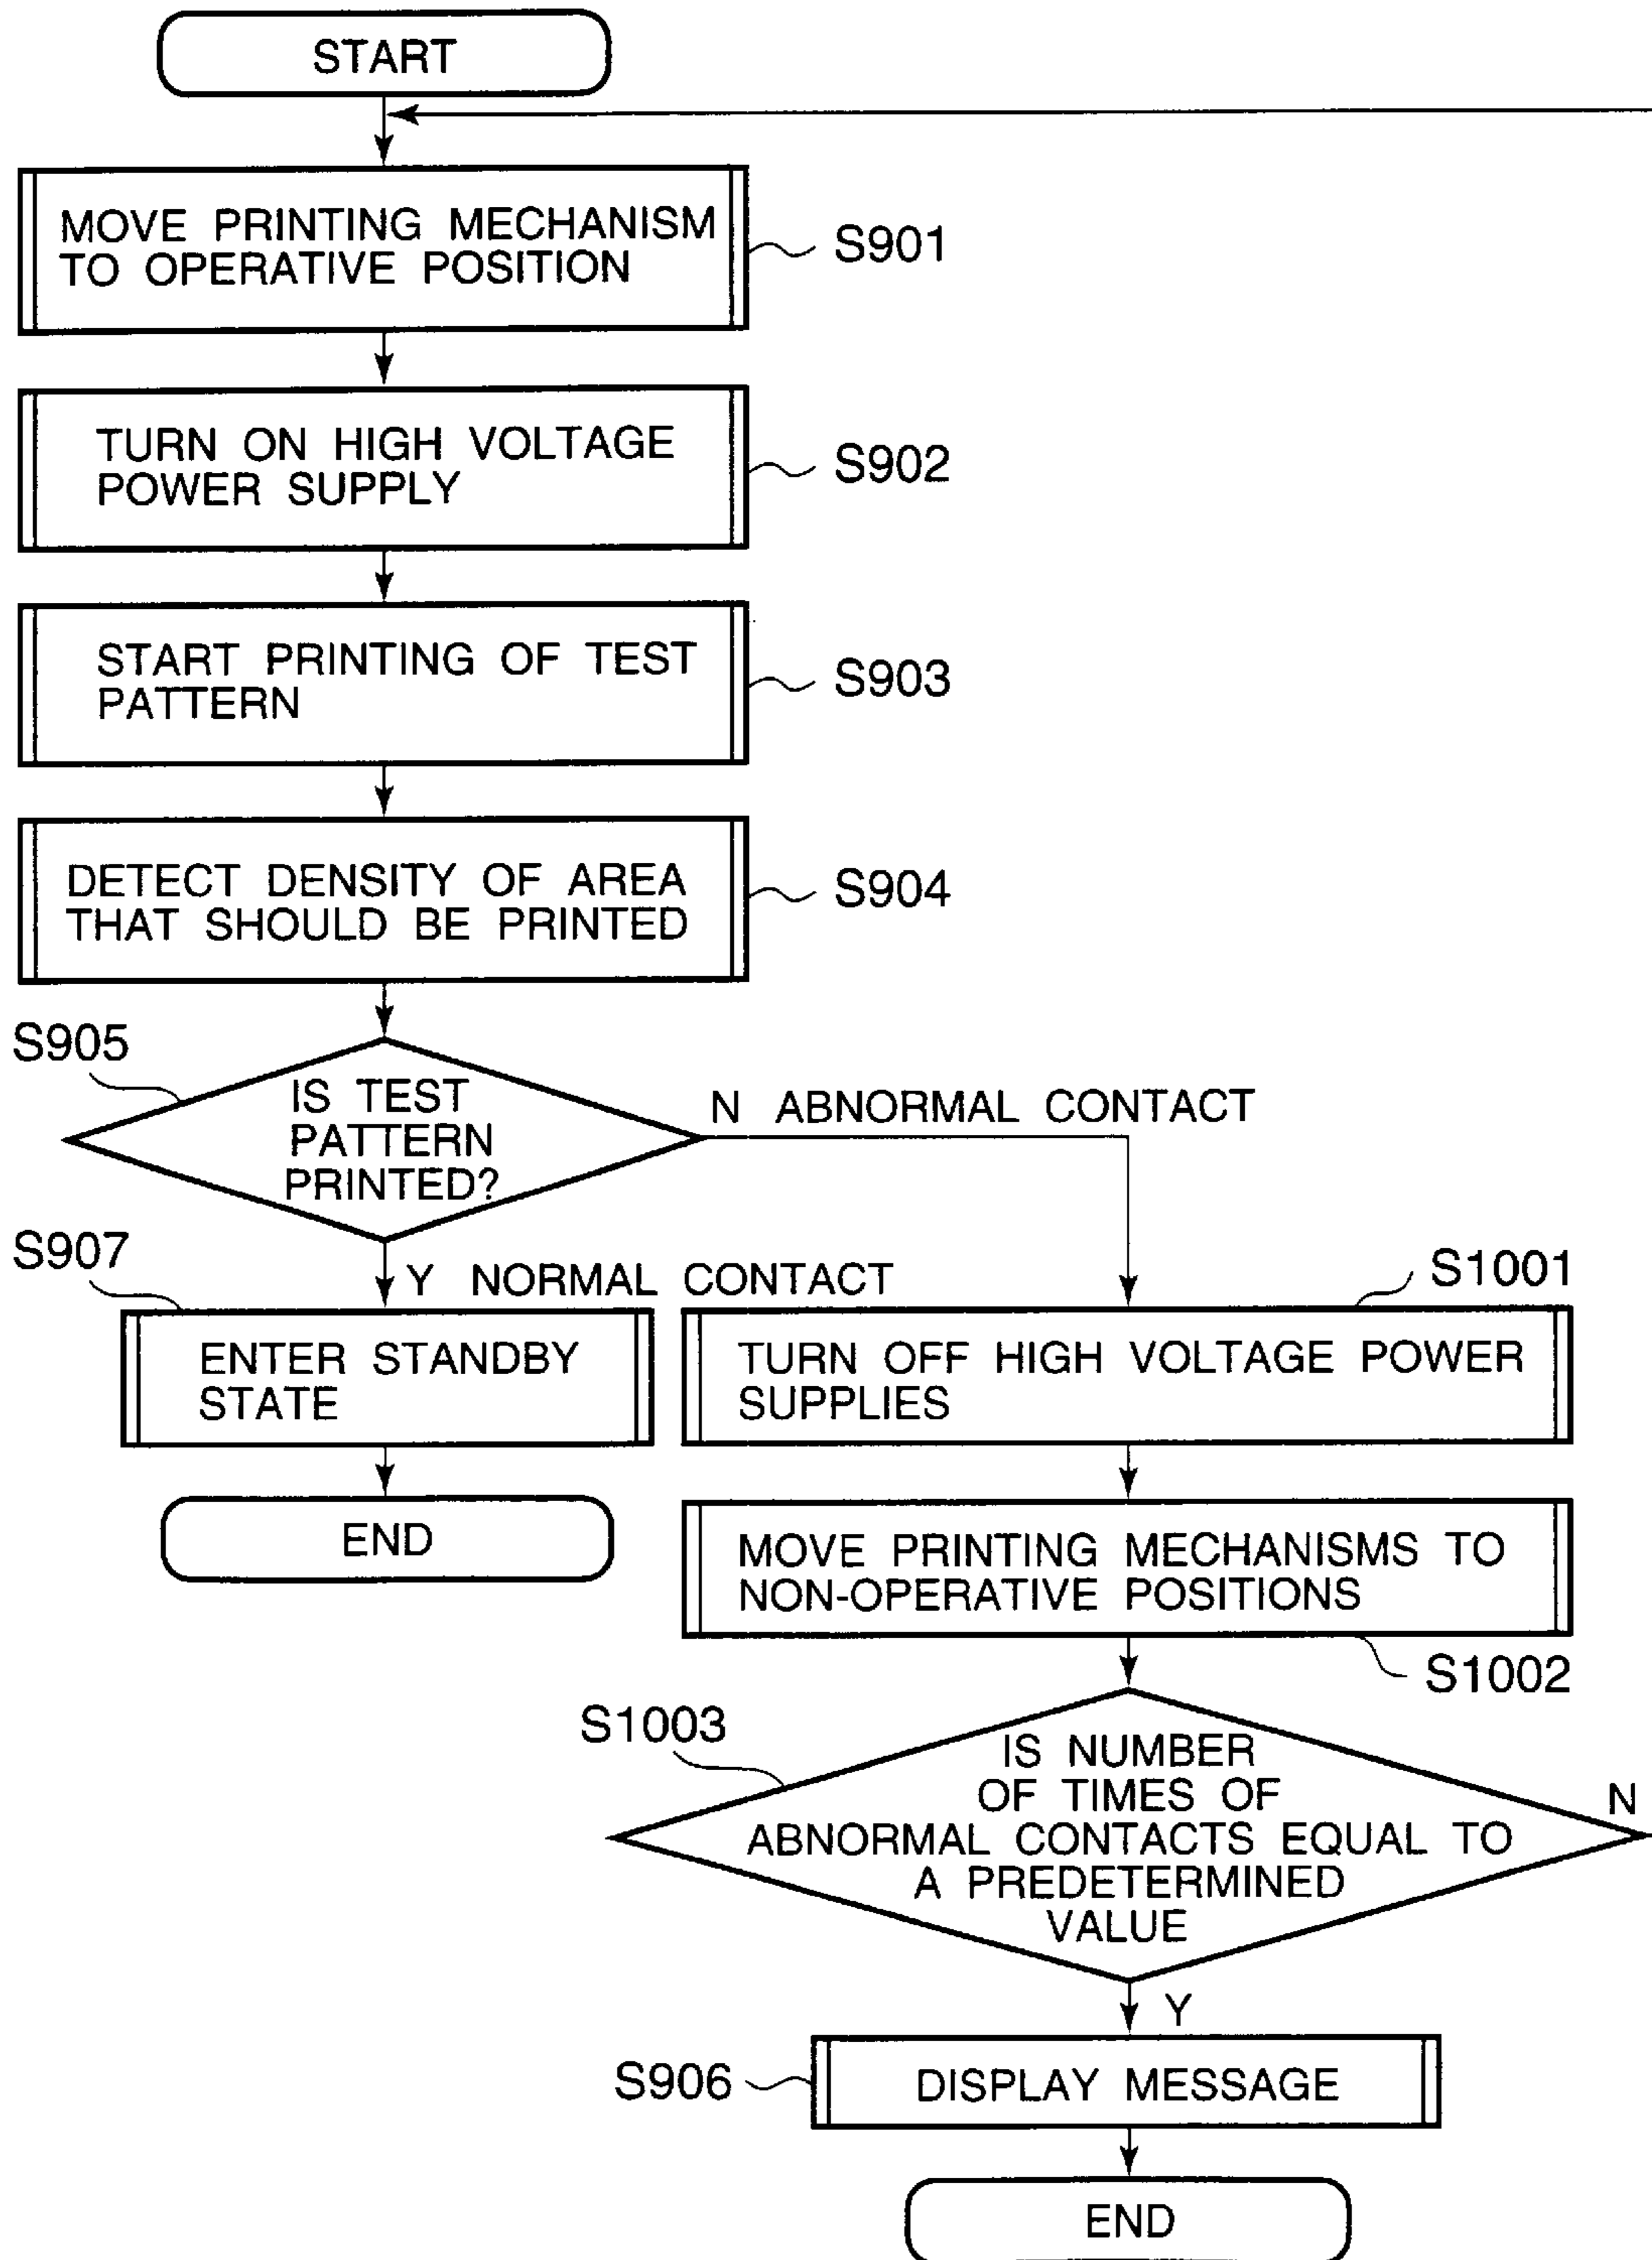 START
MOVE PRINTING MECHANISM
TO OPERATIVE POSITION
S901
TURN ON HIGH VOLTAGE
POWER SUPPLY
S902
START PRINTING OF TEST
PATTERN
S903
DETECT DENSITY OF AREA
THAT SHOULD BE PRINTED
S904
S905
IS TEST
PATTERN
PRINTED?
N ABNORMAL CONTACT
S907
Y NORMAL CONTACT
ENTER STANDBY
STATE
END
S1001
TURN OFF HIGH VOLTAGE POWER
SUPPLIES
MOVE PRINTING MECHANISMS TO
NON-OPERATIVE POSITIONS
S1002
S1003
IS NUMBER
OF TIMES OF
ABNORMAL CONTACTS EQUAL TO
A PREDETERMINED
VALUE
N
Y
S906
DISPLAY MESSAGE
END